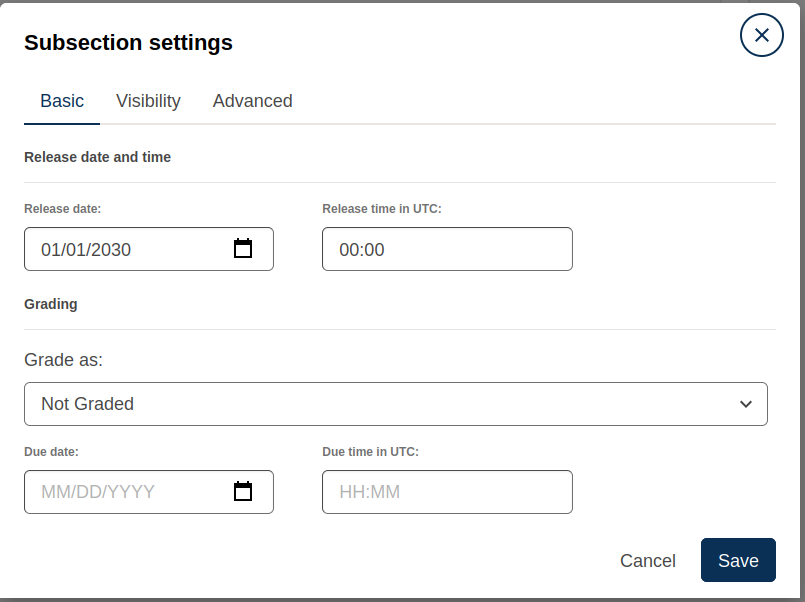 Subsection settings
Basic Visibility Advanced
Release date and time
Release date: Release time in UTC:
01/01/2030 00:00
Grading
Grade as:
Not Graded
Due date: Due time in UTC:
MM/DD/YYYY HH:MM
Cancel Save